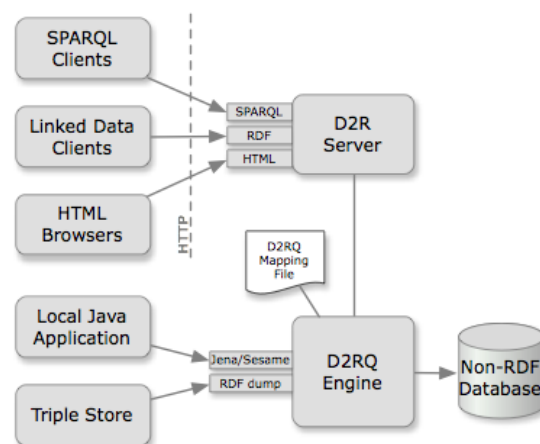 SPARQL
Clients
Linked Data
Clients
HTML
Browsers
HTTP
SPARQL
RDF
HTML
D2R
Server
D2RQ
Mapping
File
Local Java
Application
Triple Store
Jena/Sesame
RDF dump
D2RQ
Engine
Non-RDF
Database